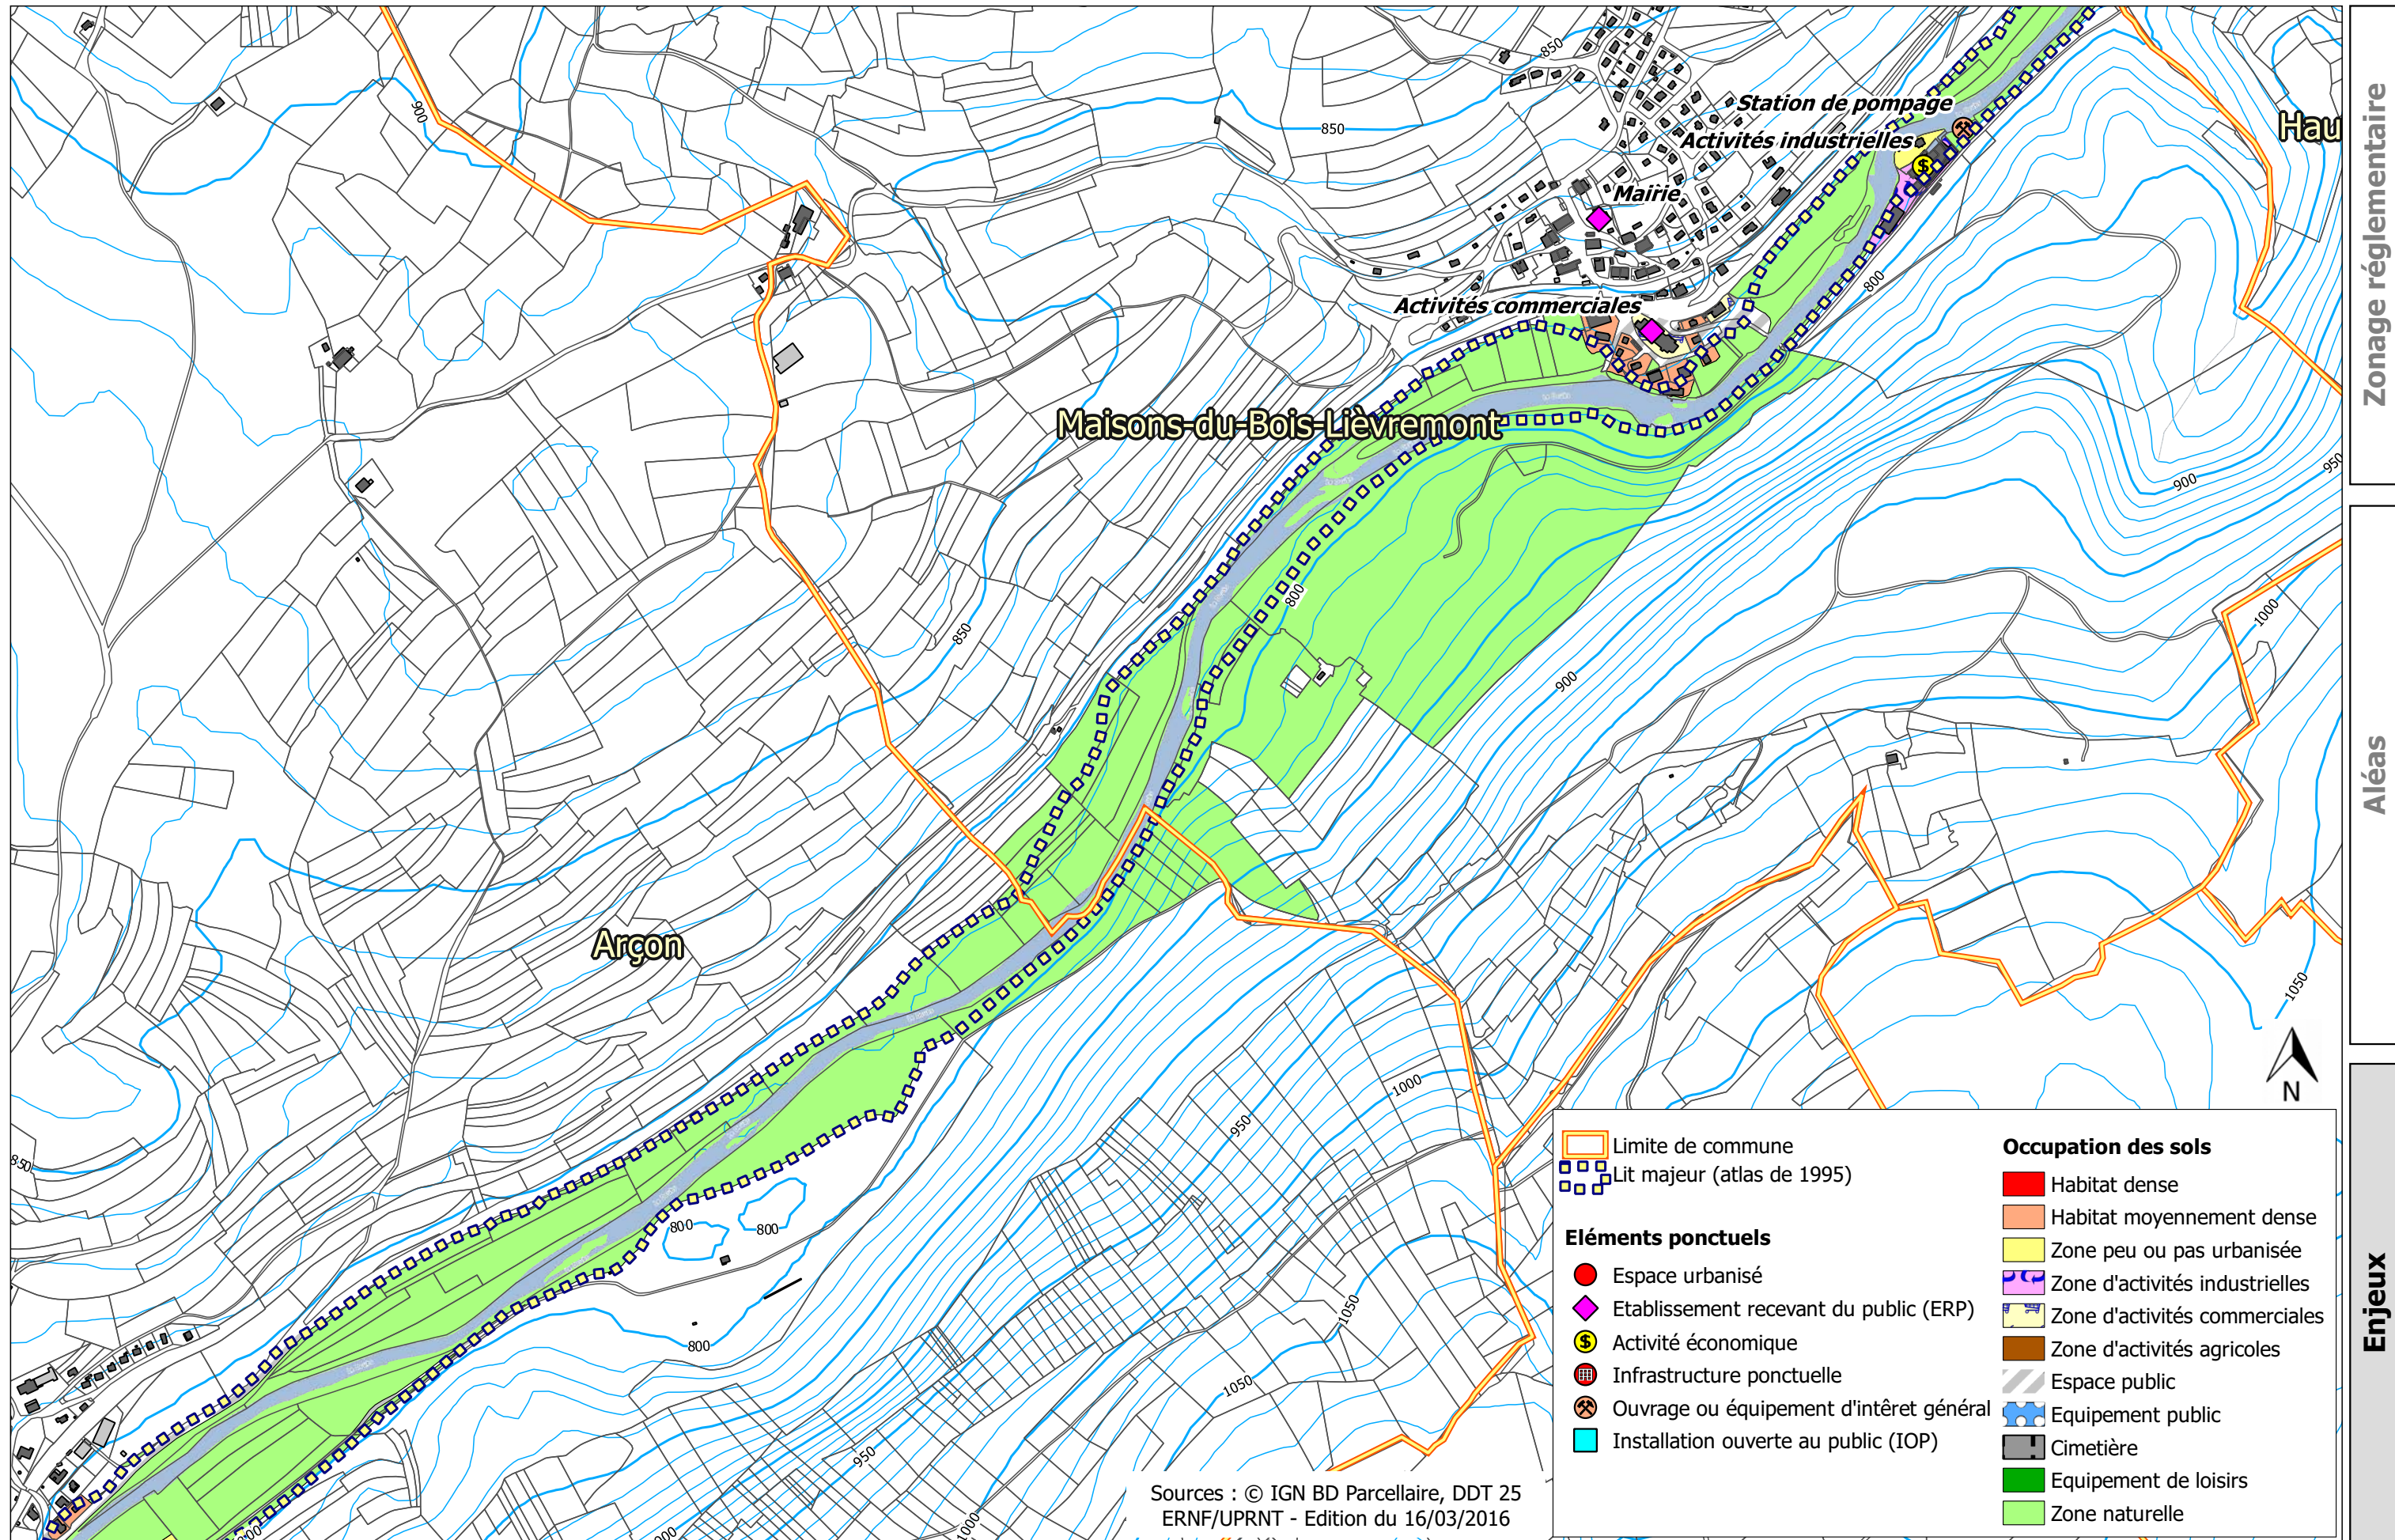 850
900
850
Station de pompage
Activités industrielles
Hau
Mairie
800
Activités commerciales
Maisons-du-Bois-Lièvremont
950
900
800
1000
850
900
Arçon
1050
1000
950
850
800
800
1050
800
1050
950
1000
Limite de commune
Lit majeur (atlas de 1995)
Eléments ponctuels
Espace urbanisé
Etablissement recevant du public (ERP)
Activité économique
Infrastructure ponctuelle
Ouvrage ou équipement d'intêret général
Installation ouverte au public (IOP)
Occupation des sols
Habitat dense
Habitat moyennement dense
Zone peu ou pas urbanisée
Zone d'activités industrielles
Zone d'activités commerciales
Zone d'activités agricoles
Espace public
Equipement public
Cimetière
Equipement de loisirs
Zone naturelle
N
Sources : © IGN BD Parcellaire, DDT 25
ERNF/UPRNT - Edition du 16/03/2016
Zonage réglementaire
Aléas
Enjeux